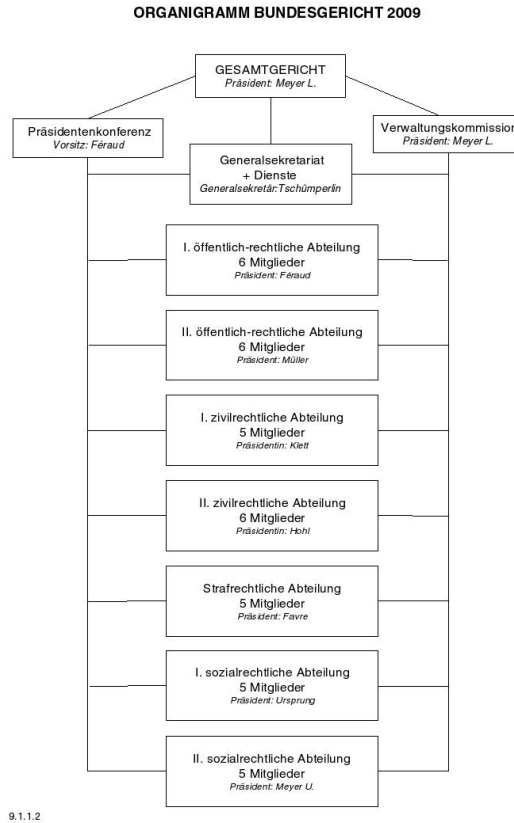 ORGANIGRAMM BUNDESGERICHT 2009
GESAMTGERICHT
Präsident: Meyer L.
Präsidentenkonferenz
Vorsitz: Féraud
Verwaltungskommission
Präsident: Meyer L.
Generalsekretariat
+ Dienste
Generalsekretär:Tschümperlin
I. öffentlich-rechtliche Abteilung
6 Mitglieder
Präsident: Féraud
II. öffentlich-rechtliche Abteilung
6 Mitglieder
Präsident: Müller
I. zivilrechtliche Abteilung
5 Mitglieder
Präsidentin: Klett
II. zivilrechtliche Abteilung
6 Mitglieder
Präsidentin: Hohl
Strafrechtliche Abteilung
5 Mitglieder
Präsident: Favre
I. sozialrechtliche Abteilung
5 Mitglieder
Präsident: Ursprung
II. sozialrechtliche Abteilung
5 Mitglieder
Präsident: Meyer U.
9.1.1.2